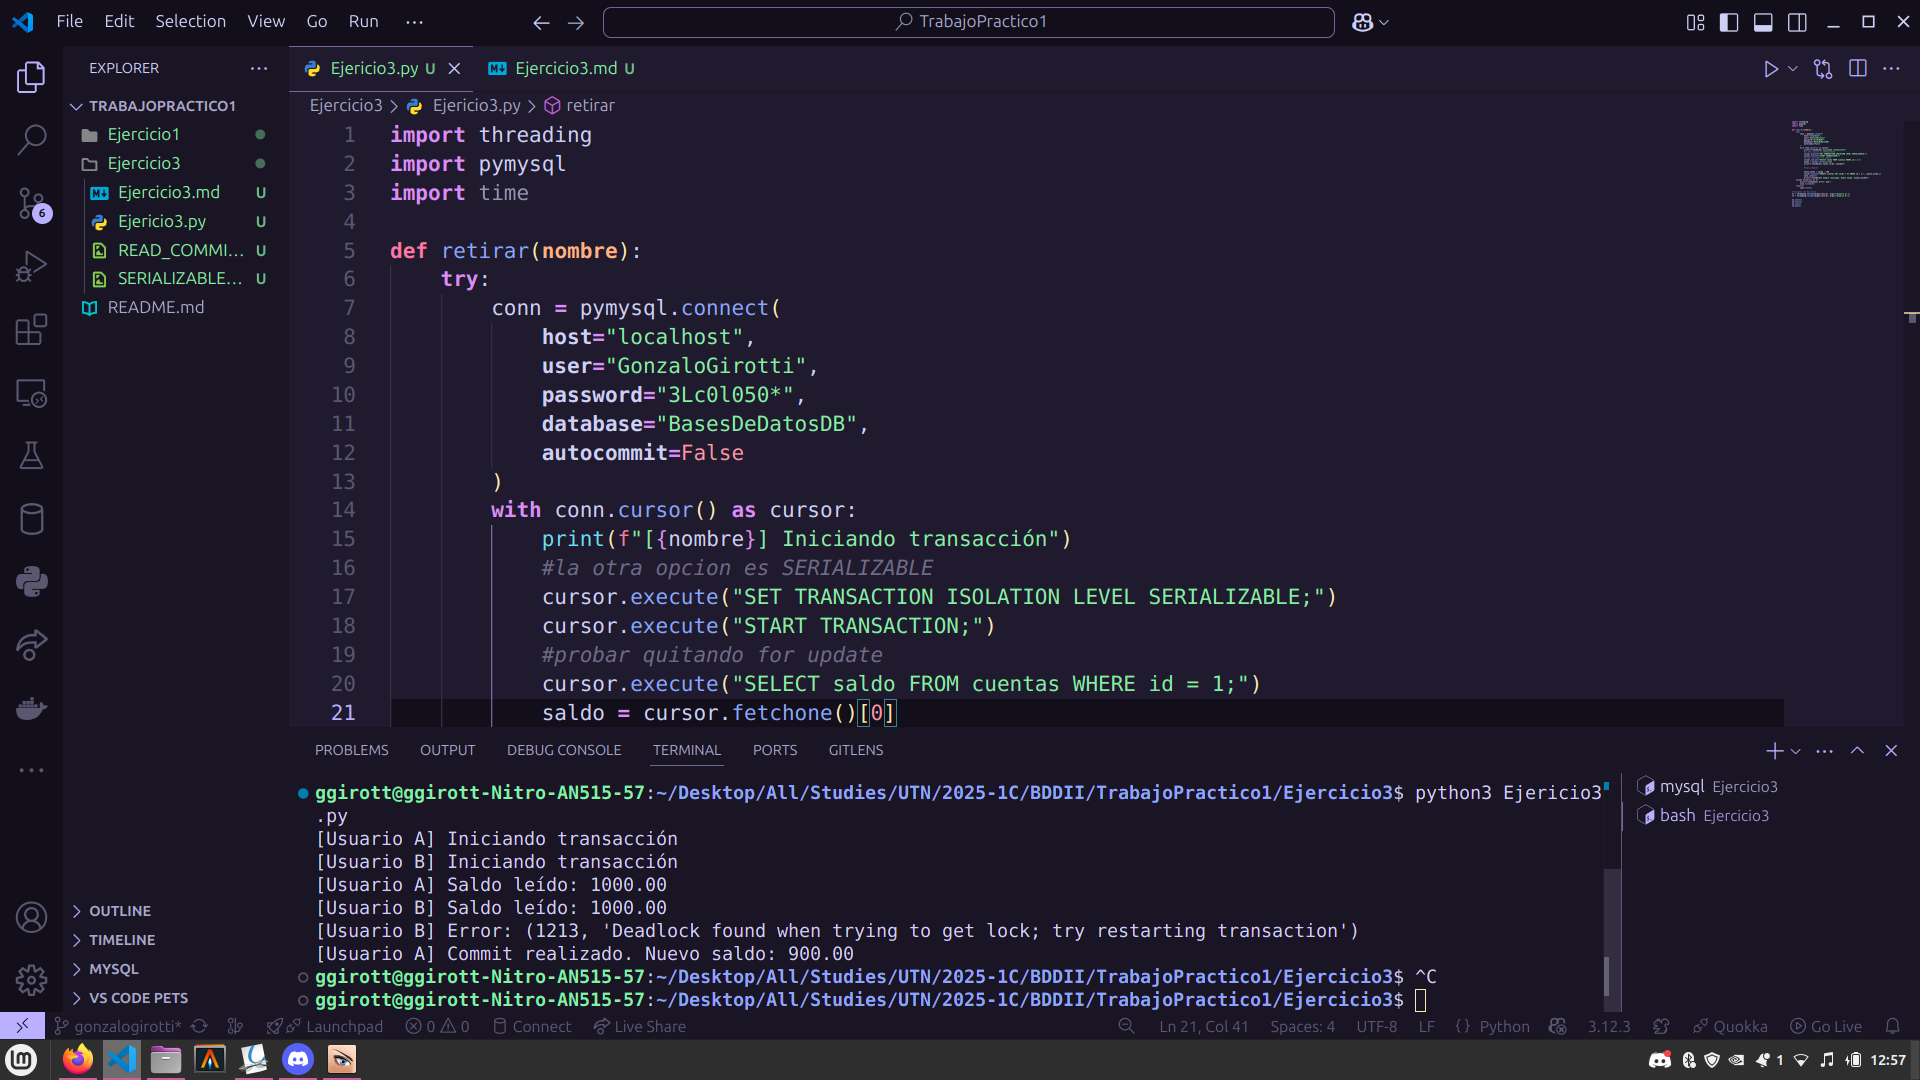 File Edit Selection View Go Run ···
TrabajoPractico1
EXPLORER
TRABAJOPRACTICO1
Ejercicio1
Ejercicio3
Ejercicio3.md U
Ejericio3.py U
READ_COMMI... U
SERIALIZABLE... U
README.md
OUTLINE
TIMELINE
MYSQL
VS CODE PETS
6
Ejericio3.py U
Ejercicio3.md U
Ejercicio3 > Ejericio3.py > retirar
1 import threading
2 import pymysql
3 import time
4
5 def retirar(nombre):
6 try:
7 conn = pymysql.connect(
8 host="localhost",
9 user="GonzaloGirotti",
10 password="3Lc0l050*",
11 database="BasesDeDatosDB",
12 autocommit=False
13 )
14 with conn.cursor() as cursor:
15 print(f"[{nombre}] Iniciando transacción")
16 #la otra opcion es SERIALIZABLE
17 cursor.execute("SET TRANSACTION ISOLATION LEVEL SERIALIZABLE;")
18 cursor.execute("START TRANSACTION;")
19 #probar quitando for update
20 cursor.execute("SELECT saldo FROM cuentas WHERE id = 1;")
21 saldo = cursor.fetchone()[0]
PROBLEMS OUTPUT DEBUG CONSOLE TERMINAL PORTS GITLENS
ggirott@ggirott-Nitro-AN515-57:~/Desktop/All/Studies/UTN/2025-1C/BDDII/TrabajoPractico1/Ejercicio3$ python3 Ejericio3
.py
[Usuario A] Iniciando transacción
[Usuario B] Iniciando transacción
[Usuario A] Saldo leído: 1000.00
[Usuario B] Saldo leído: 1000.00
[Usuario B] Error: (1213, 'Deadlock found when trying to get lock; try restarting transaction')
[Usuario A] Commit realizado. Nuevo saldo: 900.00
ggirott@ggirott-Nitro-AN515-57:~/Desktop/All/Studies/UTN/2025-1C/BDDII/TrabajoPractico1/Ejercicio3$ ^C
ggirott@ggirott-Nitro-AN515-57:~/Desktop/All/Studies/UTN/2025-1C/BDDII/TrabajoPractico1/Ejercicio3$
mysql Ejercicio3
bash Ejercicio3
gonzalogirotti* Launchpad 0 0 Connect Live Share Ln 21, Col 41 Spaces: 4 UTF-8 LF {} Python 3.12.3 Quokka Go Live
1 12:57